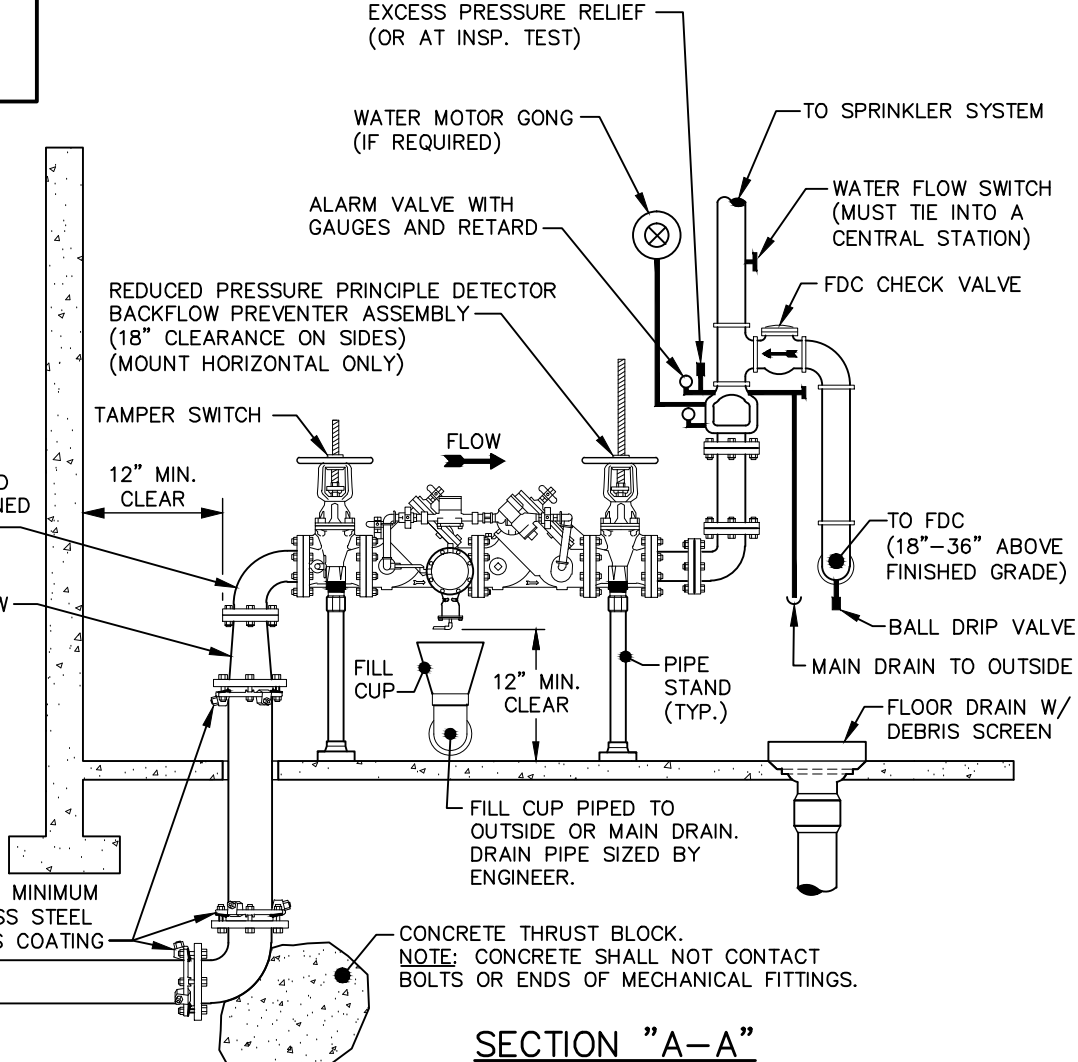 EXCESS PRESSURE RELIEF
(OR AT INSP. TEST)
WATER MOTOR GONG
(IF REQUIRED)
TO SPRINKLER SYSTEM
WATER FLOW SWITCH
(MUST TIE INTO A
CENTRAL STATION)
ALARM VALVE WITH
GAUGES AND RETARD
FDC CHECK VALVE
REDUCED PRESSURE PRINCIPLE DETECTOR
BACKFLOW PREVENTER ASSEMBLY
(18" CLEARANCE ON SIDES)
(MOUNT HORIZONTAL ONLY)
TAMPER SWITCH
FLOW
12" MIN.
CLEAR
TO FDC
(18"-36" ABOVE
FINISHED GRADE)
BALL DRIP VALVE
MAIN DRAIN TO OUTSIDE
FILL
CUP
12" MIN.
CLEAR
PIPE
STAND
(TYP.)
FLOOR DRAIN W/
DEBRIS SCREEN
FILL CUP PIPED TO
OUTSIDE OR MAIN DRAIN.
DRAIN PIPE SIZED BY
ENGINEER.
MINIMUM
STEEL
COATING
CONCRETE THRUST BLOCK.
NOTE: CONCRETE SHALL NOT CONTACT
BOLTS OR ENDS OF MECHANICAL FITTINGS.
SECTION "A-A"